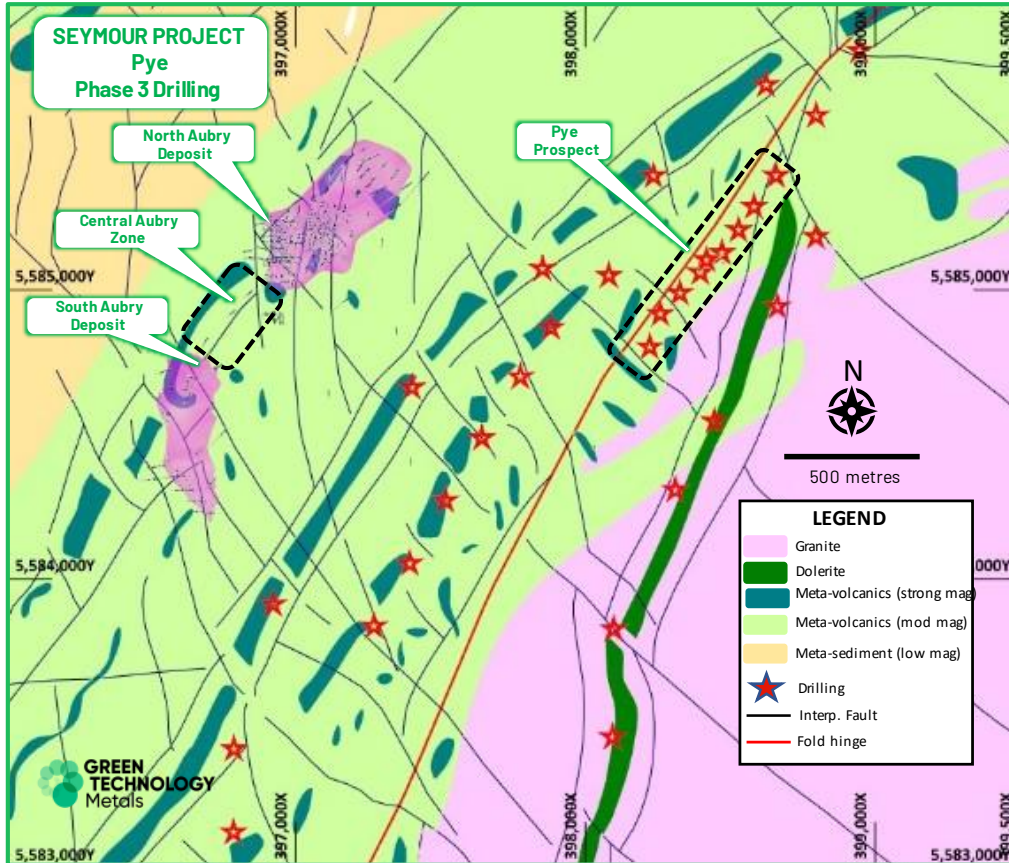 SEYMOUR PROJECT
Pye
Phase 3 Drilling
397,000X
398,000X
399,500
North Aubry
Deposit
Pye
Prospect
Central Aubry
Zone
5,585,000Y
5,585,000Y
South Aubry
Deposit
N
500 metres
LEGEND
Granite
Dolerite
Meta-volcanics (strong mag)
Meta-volcanics (mod mag)
Meta-sediment (low mag)
Drilling
Interp. Fault
Fold hinge
5,584,000Y
GREEN
TECHNOLOGY
Metals
397,000X
398,000X
399,000X
399,500
5,583,000Y
5,583,000Y